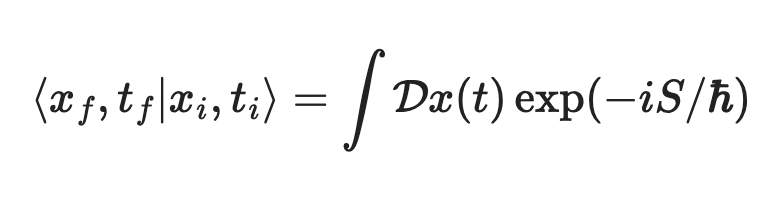 ⟨x_f, t_f|x_i, t_i⟩ = ∫ 𝒟x(t) exp(−iS/ħ)